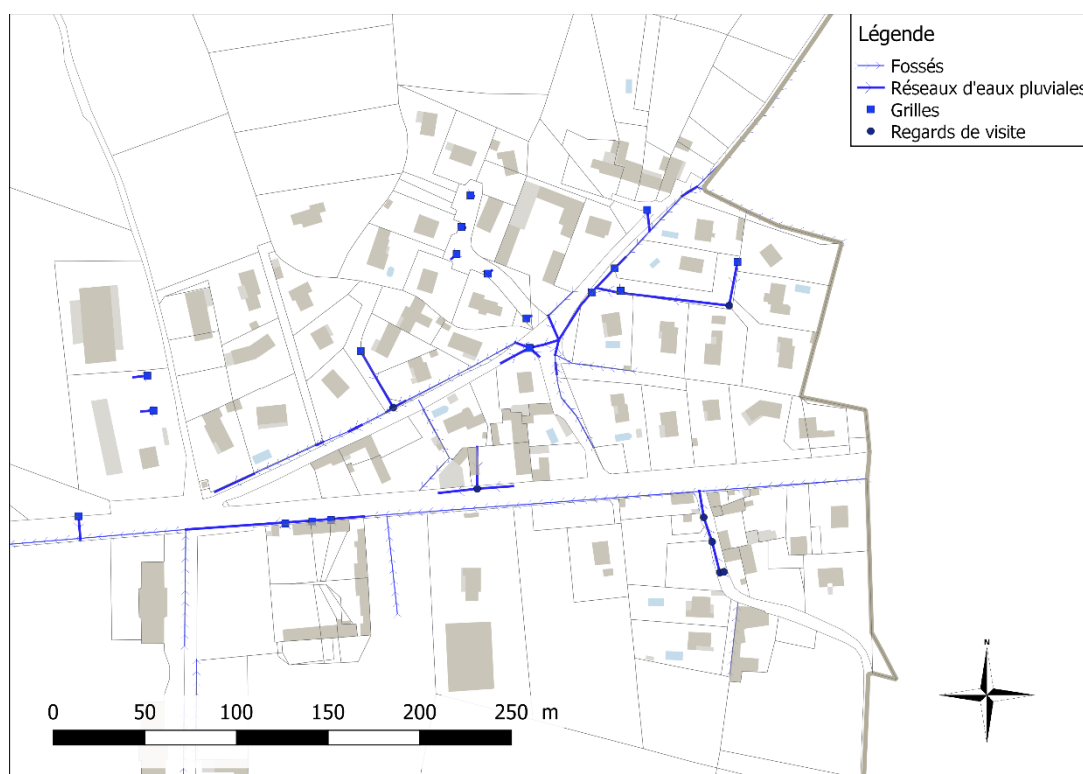 Légende
Fossés
Réseaux d'eaux pluviales
Grilles
Regards de visite
N
0 50 100 150 200 250 m